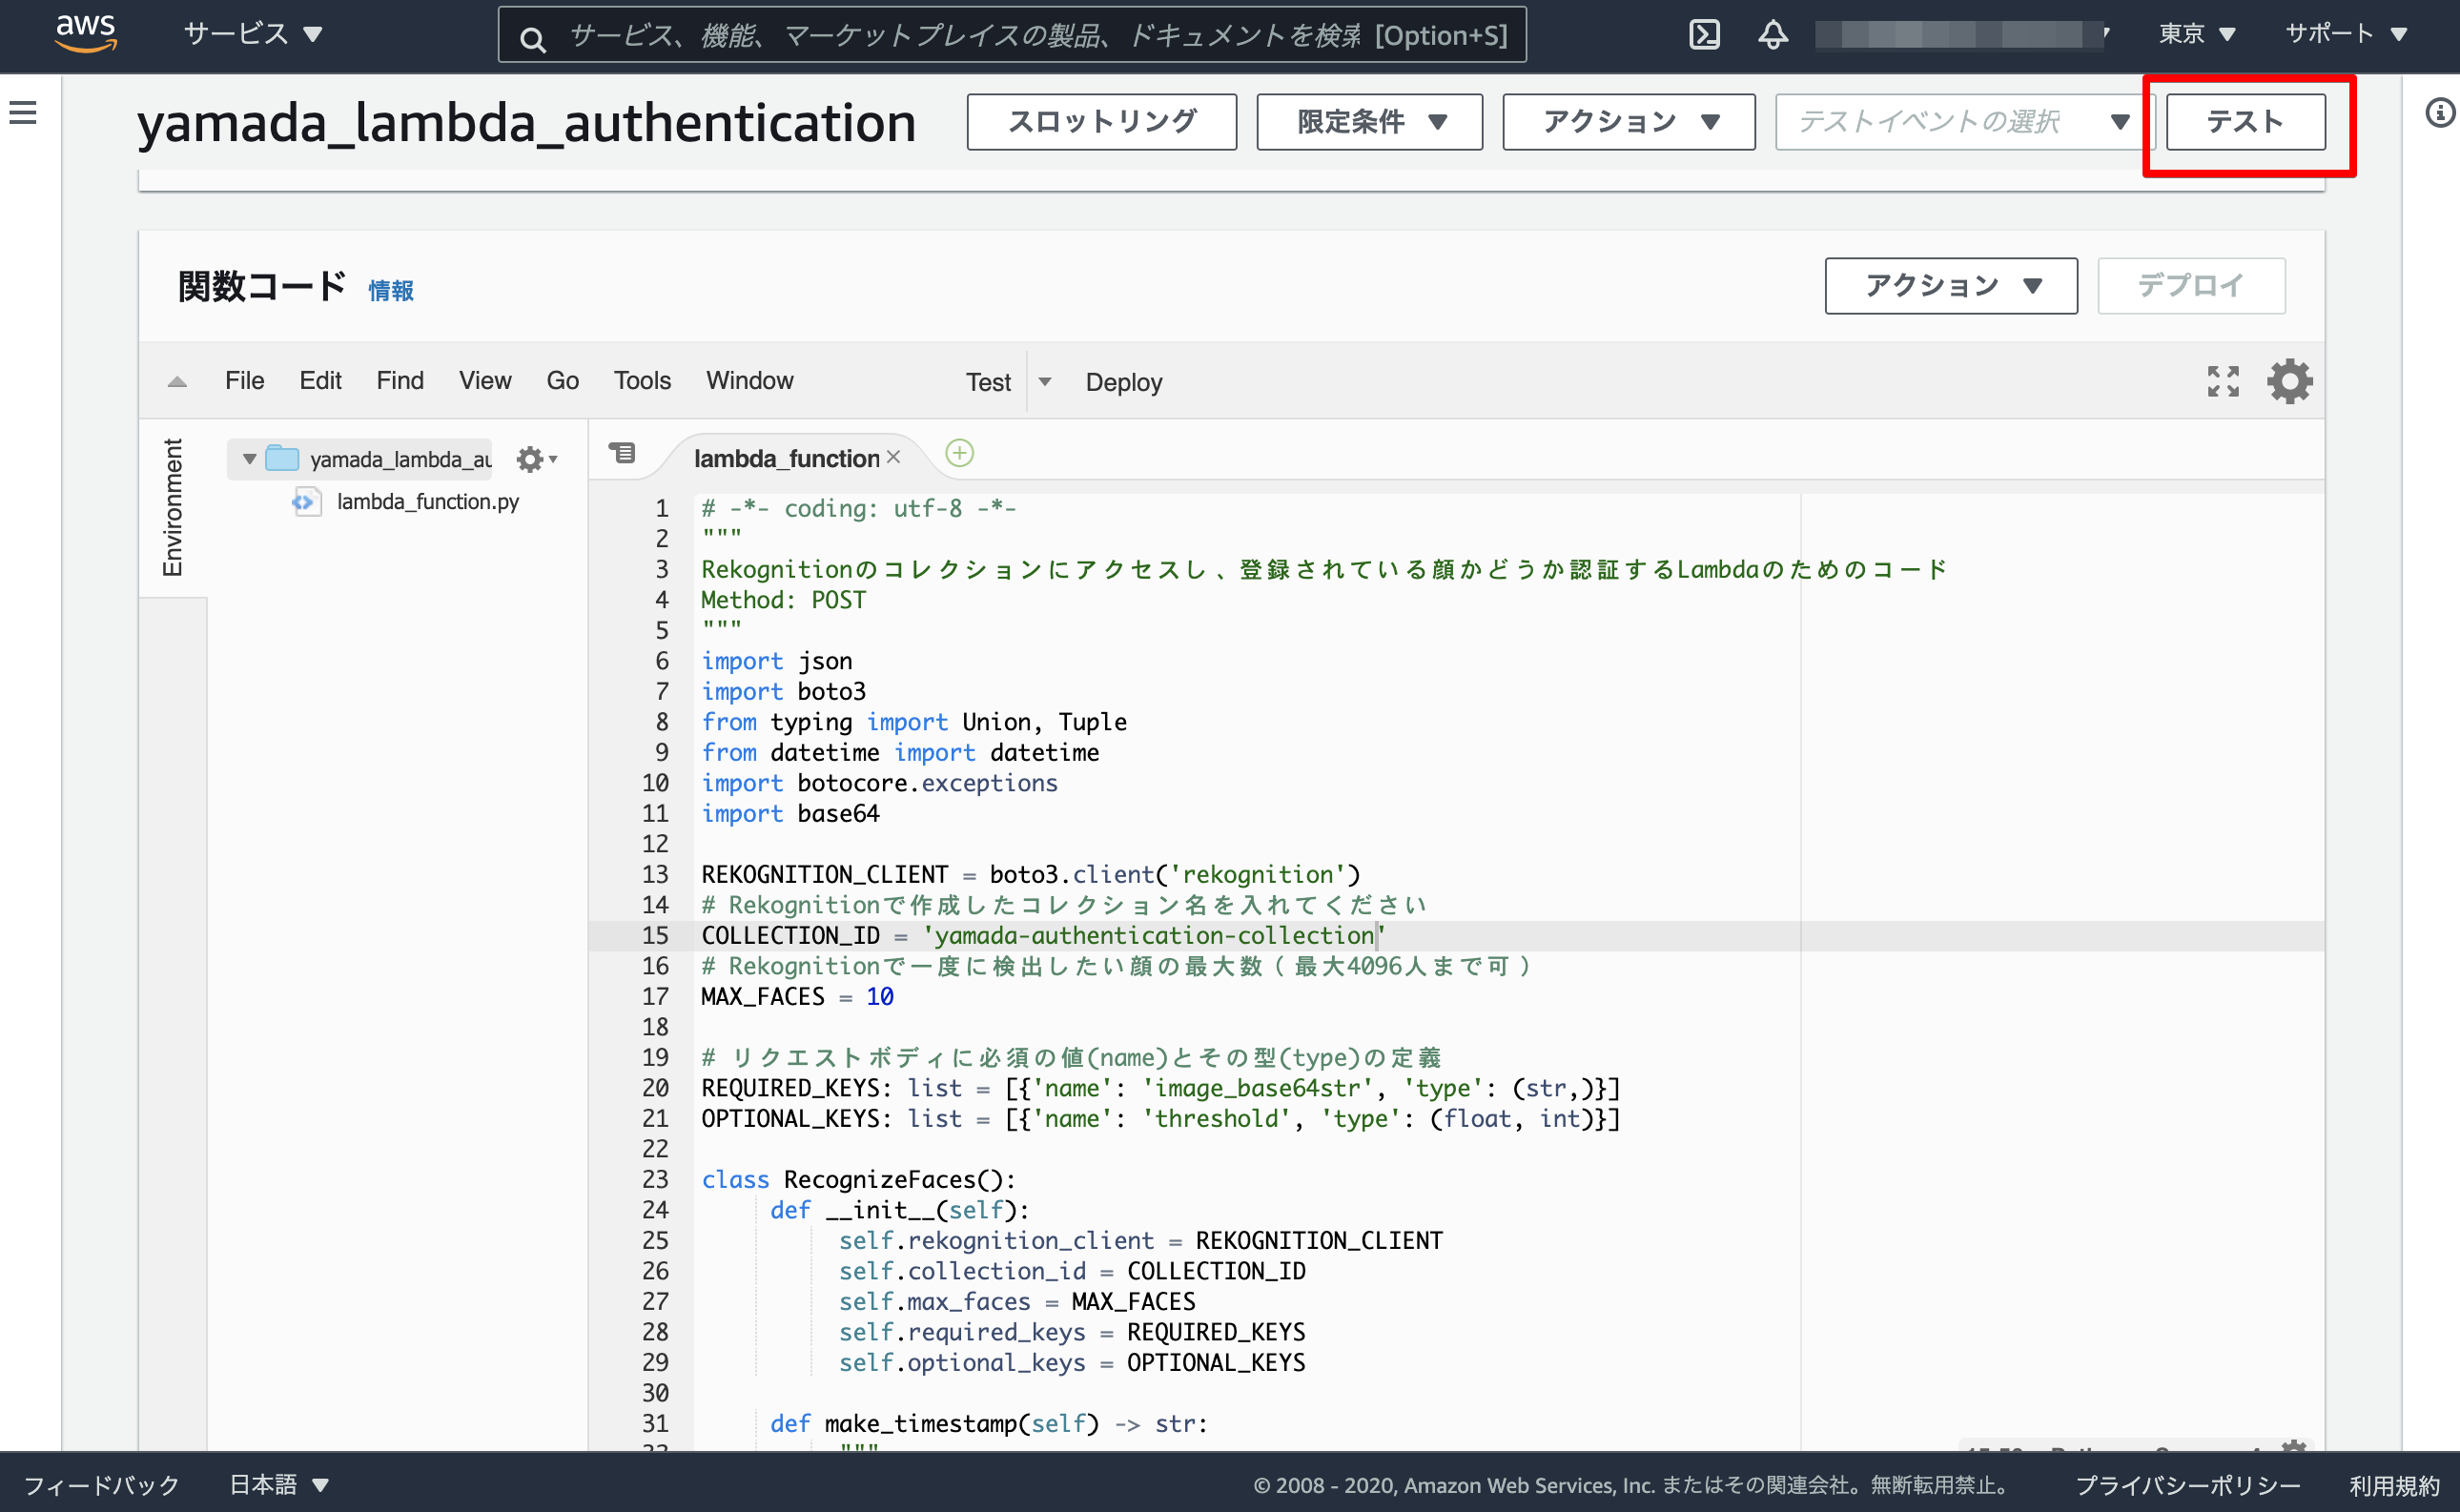 aws サービス サービス、機能、マーケットプレイスの製品、ドキュメントを検索 [Option+S] 東京 サポート
yamada_lambda_authentication スロットリング 限定条件 アクション テストイベントの選択 テスト
関数コード 情報 アクション デプロイ
File Edit Find View Go Tools Window Test Deploy
Environment
yamada_lambda_au
lambda_function.py
lambda_function
1 # -*- coding: utf-8 -*-
2 """
3 Rekognitionのコレクションにアクセスし、登録されている顔かどうか認証するLambdaのためのコード
4 Method: POST
5 """
6 import json
7 import boto3
8 from typing import Union, Tuple
9 from datetime import datetime
10 import botocore.exceptions
11 import base64
12
13 REKOGNITION_CLIENT = boto3.client('rekognition')
14 # Rekognitionで作成したコレクション名を入れてください
15 COLLECTION_ID = 'yamada-authentication-collection'
16 # Rekognitionで一度に検出したい顔の最大数（最大4096人まで可）
17 MAX_FACES = 10
18
19 # リクエストボディに必須の値(name)とその型(type)の定義
20 REQUIRED_KEYS: list = [{'name': 'image_base64str', 'type': (str,)}]
21 OPTIONAL_KEYS: list = [{'name': 'threshold', 'type': (float, int)}]
22
23 class RecognizeFaces():
24 def __init__(self):
25 self.rekognition_client = REKOGNITION_CLIENT
26 self.collection_id = COLLECTION_ID
27 self.max_faces = MAX_FACES
28 self.required_keys = REQUIRED_KEYS
29 self.optional_keys = OPTIONAL_KEYS
30
31 def make_timestamp(self) -> str:
"""
フィードバック 日本語 © 2008 - 2020, Amazon Web Services, Inc. またはその関連会社。無断転用禁止。 プライバシーポリシー 利用規約